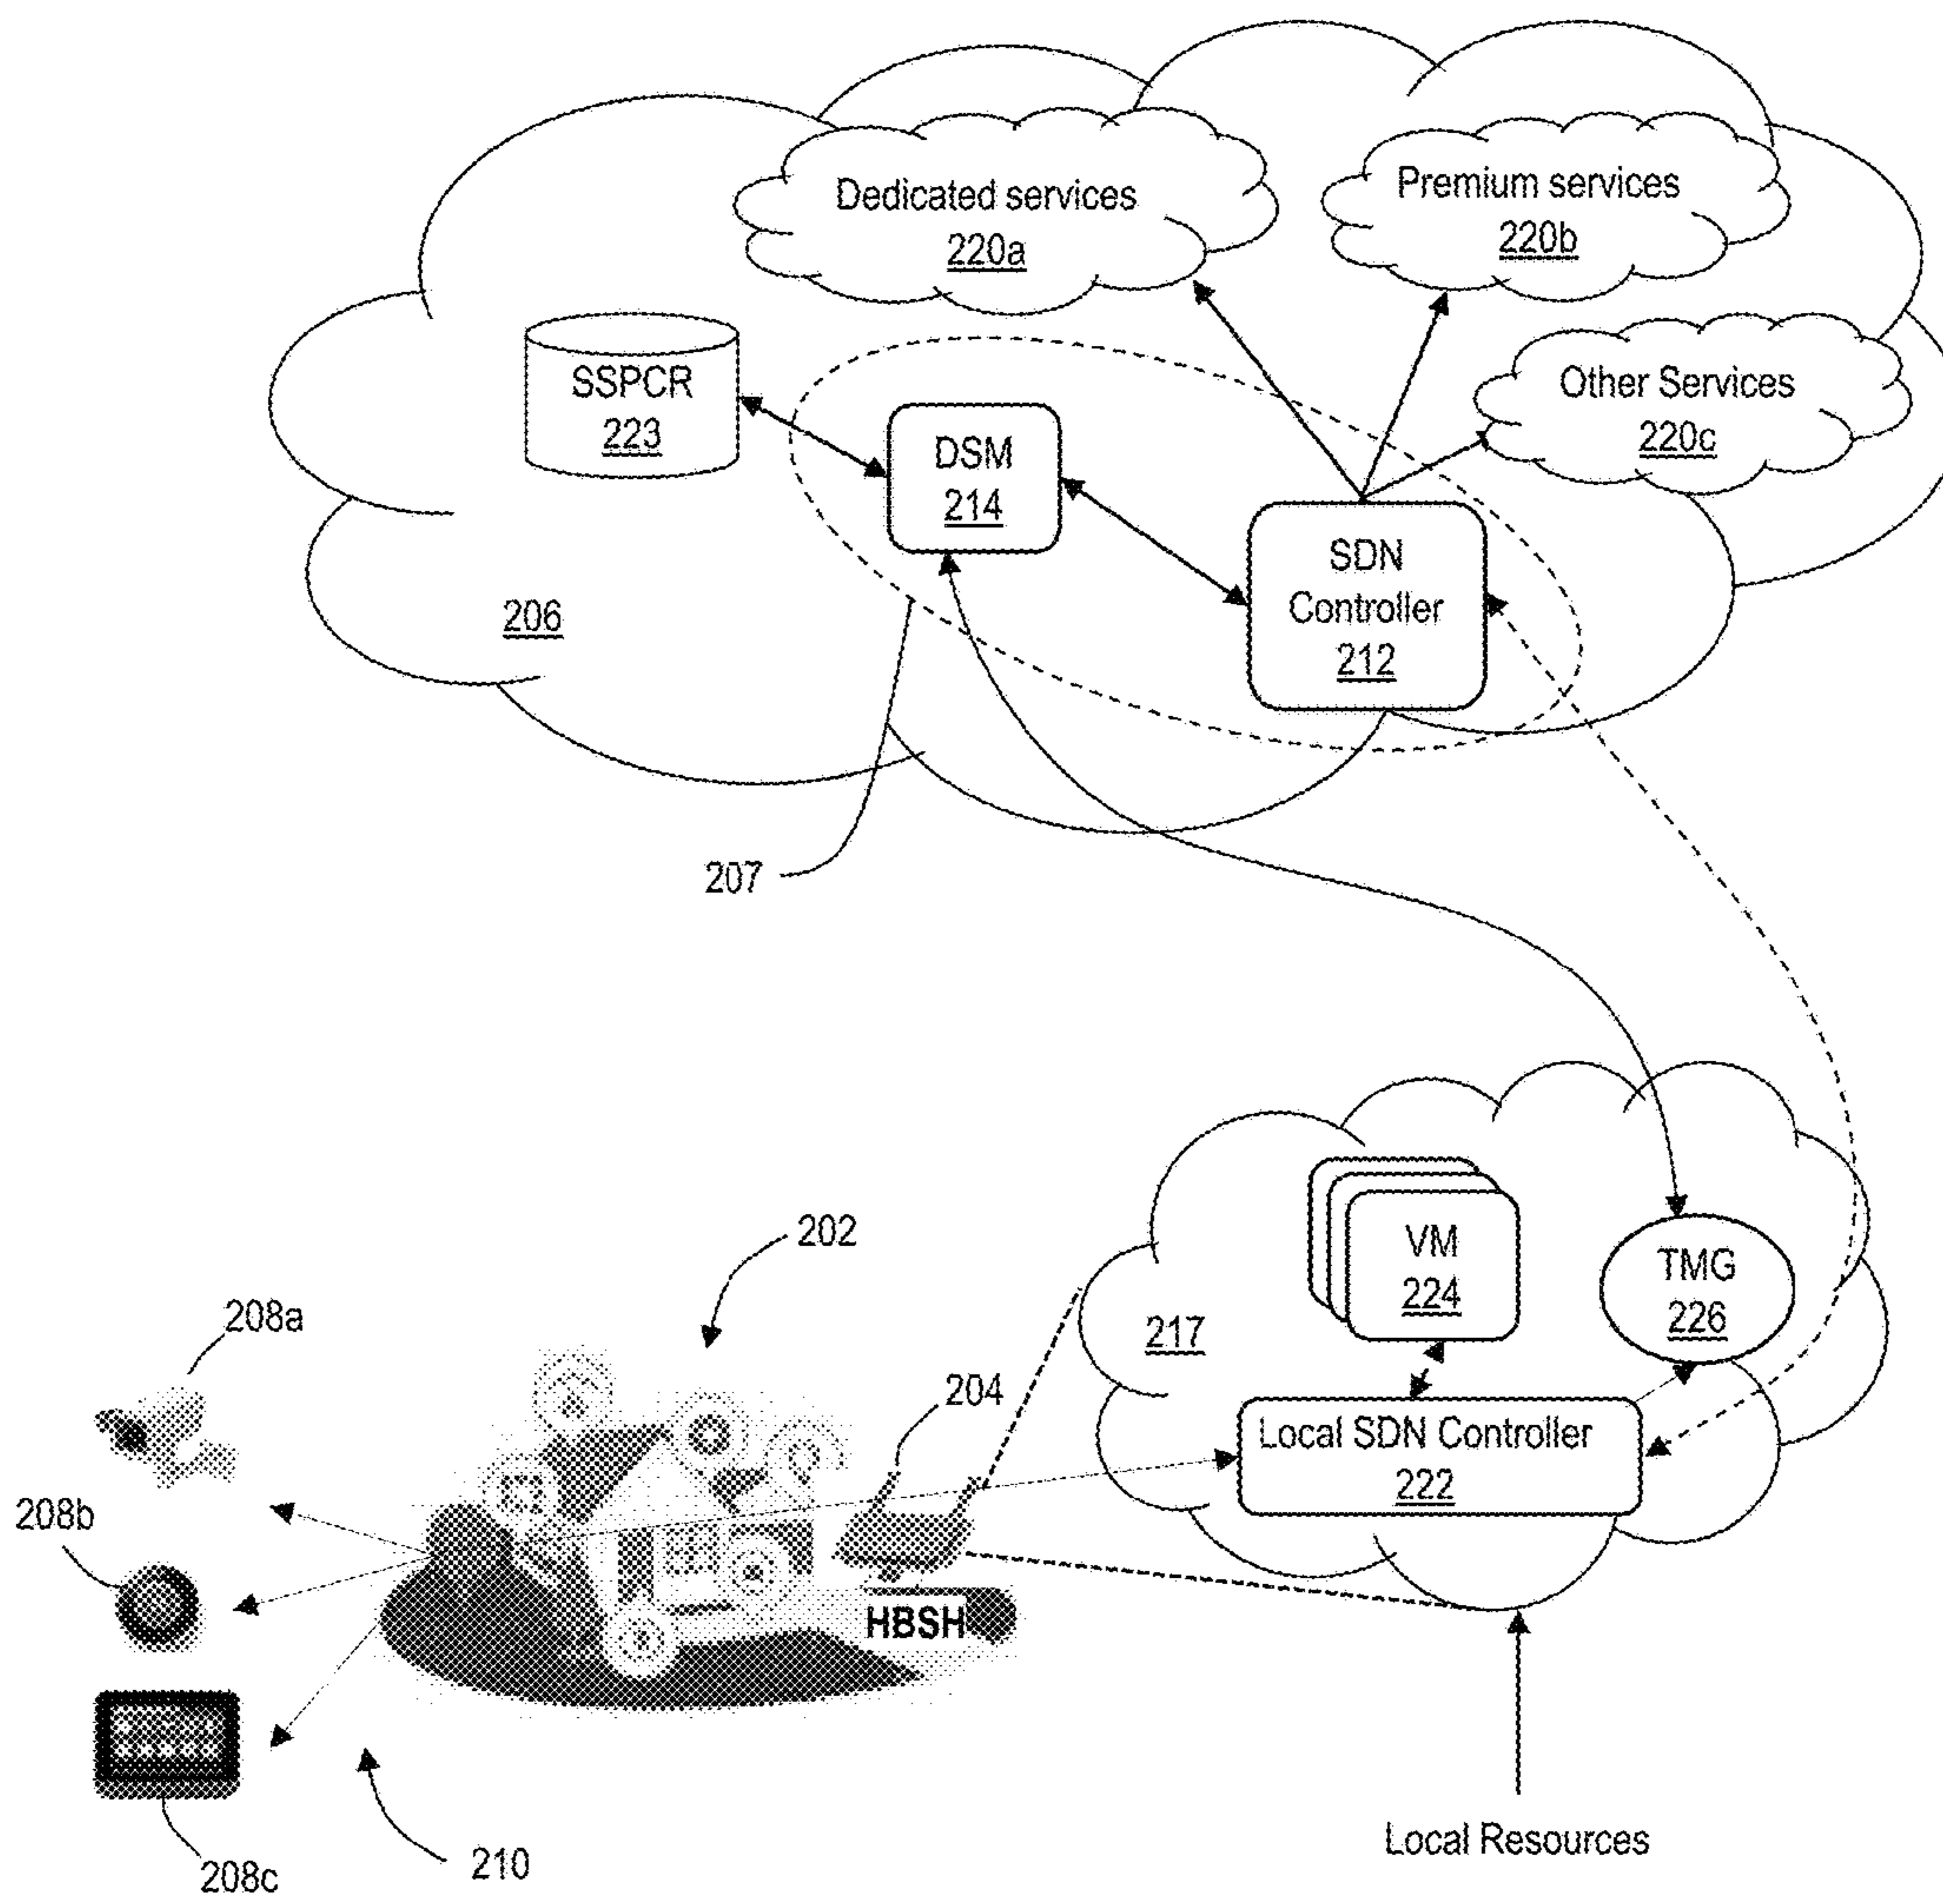 Dedicated services
220a
Premium services
220b
Other Services
220c
SSPCR
223
DSM
214
SDN
Controller
212
206
207
202
208a
204
208b
208c
210
HBSH
217
VM
224
TMG
226
Local SDN Controller
222
Local Resources